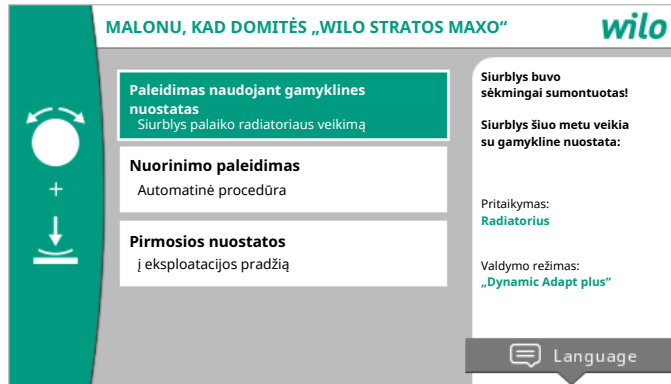 MALONU, KAD DOMITĖS „WILO STRATOS MAXO“
wilo
Paleidimas naudojant gamyklines
nuostatas
Siurblys palaiko radiatoriaus veikimą
Nuorinimo paleidimas
Automatinė procedūra
Pirmosios nuostatos
į eksploatacijos pradžią
Siurblys buvo
sėkmingai sumontuotas!
Siurblys šiuo metu veikia
su gamykline nuostata:
Pritaikymas:
Radiatorius
Valdymo režimas:
„Dynamic Adapt plus“
Language